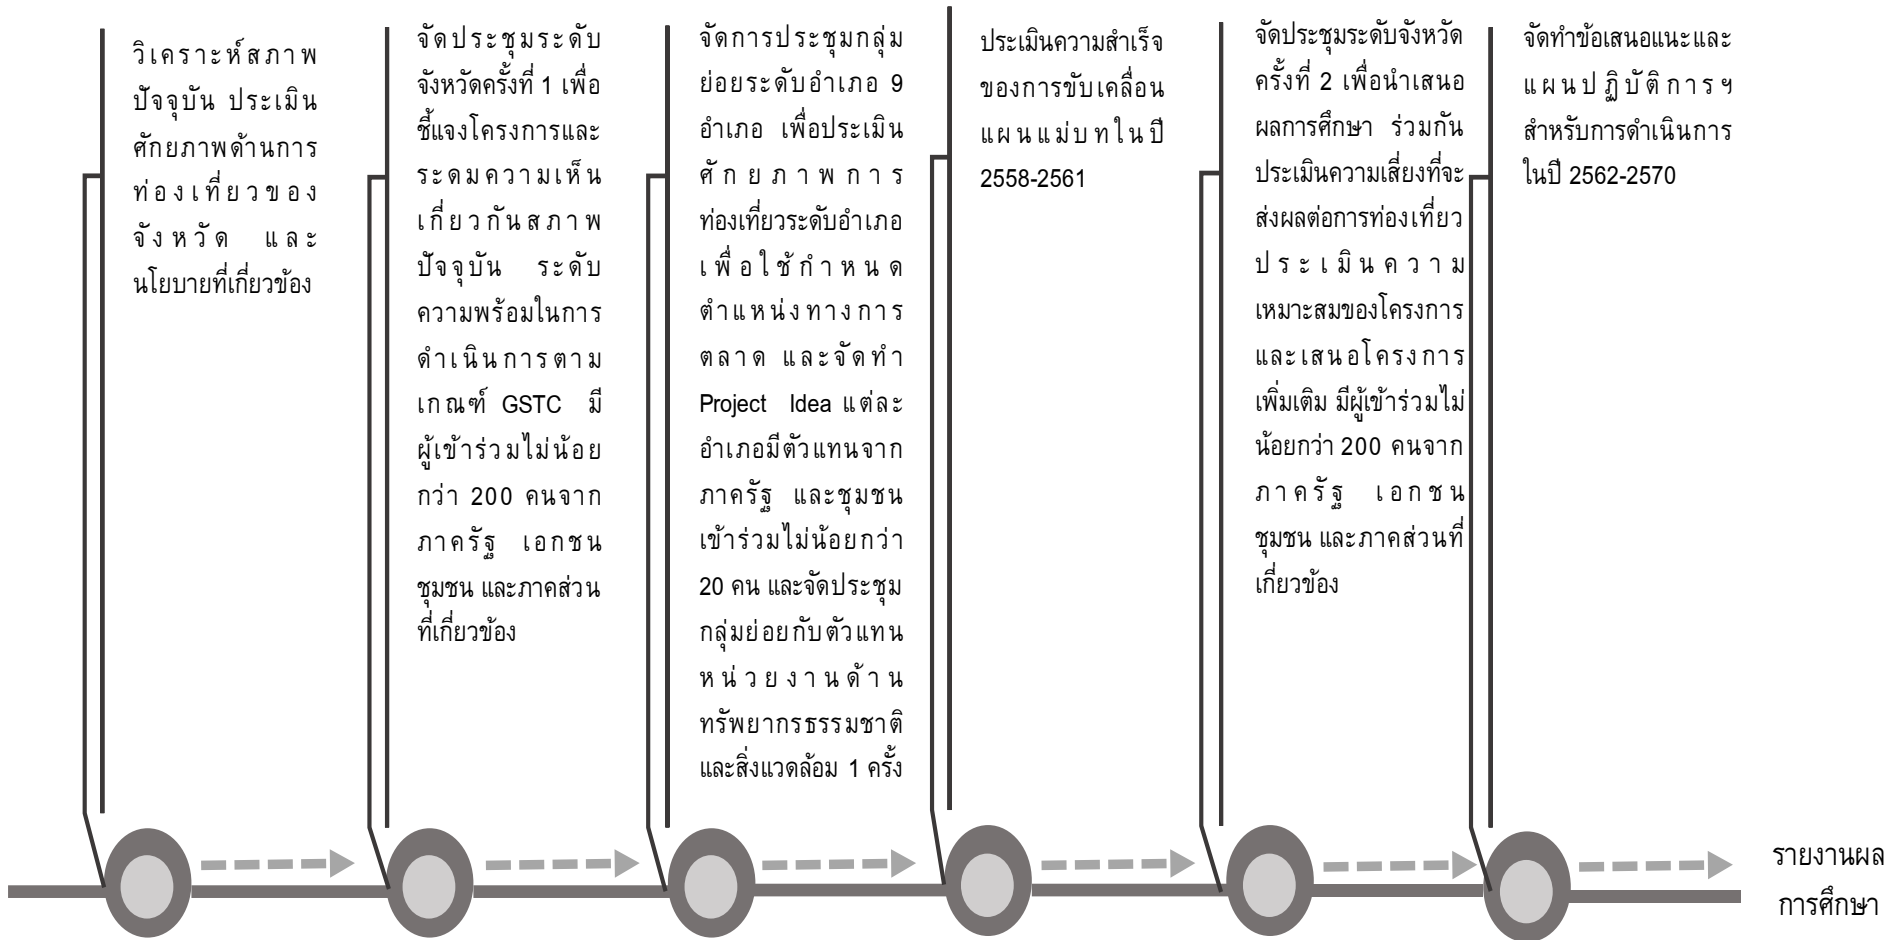 วิเคราะห์สภาพ
ปัจจุบัน ประเมิน
ศักยภาพด้านการ
ท่องเที่ยวของ
จังหวัด และ
นโยบายที่เกี่ยวข้อง
จัดประชุมระดับ
จังหวัดครั้งที่ 1 เพื่อ
ชี้แจงโครงการและ
ระดมความเห็น
เกี่ยวกันสภาพ
ปัจจุบัน ระดับ
ความพร้อมในการ
ดำเนินการตาม
เกณฑ์ GSTC มี
ผู้เข้าร่วมไม่น้อย
กว่า 200 คนจาก
ภาครัฐ เอกชน
ชุมชน และภาคส่วน
ที่เกี่ยวข้อง
จัดการประชุมกลุ่ม
ย่อยระดับอำเภอ 9
อำเภอ เพื่อประเมิน
ศักยภาพการ
ท่องเที่ยวระดับอำเภอ
เพื่อใช้กำหนด
ตำแหน่งทางการ
ตลาด และจัดทำ
Project Idea แต่ละ
อำเภอมีตัวแทนจาก
ภาครัฐ และชุมชน
เข้าร่วมไม่น้อยกว่า
20 คน และจัดประชุม
กลุ่มย่อยกับตัวแทน
หน่วยงานด้าน
ทรัพยากรธรรมชาติ
และสิ่งแวดล้อม 1 ครั้ง
ประเมินความสำเร็จ
ของการขับเคลื่อน
แผนแม่บทในปี
2558-2561
จัดประชุมระดับจังหวัด
ครั้งที่ 2 เพื่อนำเสนอ
ผลการศึกษา ร่วมกัน
ประเมินความเสี่ยงที่จะ
ส่งผลต่อการท่องเที่ยว
ประเมินความ
เหมาะสมของโครงการ
และเสนอโครงการ
เพิ่มเติม มีผู้เข้าร่วมไม่
น้อยกว่า 200 คนจาก
ภาครัฐ เอกชน
ชุมชน และภาคส่วนที่
เกี่ยวข้อง
จัดทำข้อเสนอแนะและ
แผนปฏิบัติการฯ
สำหรับการดำเนินการ
ในปี 2562-2570
รายงานผล
การศึกษา